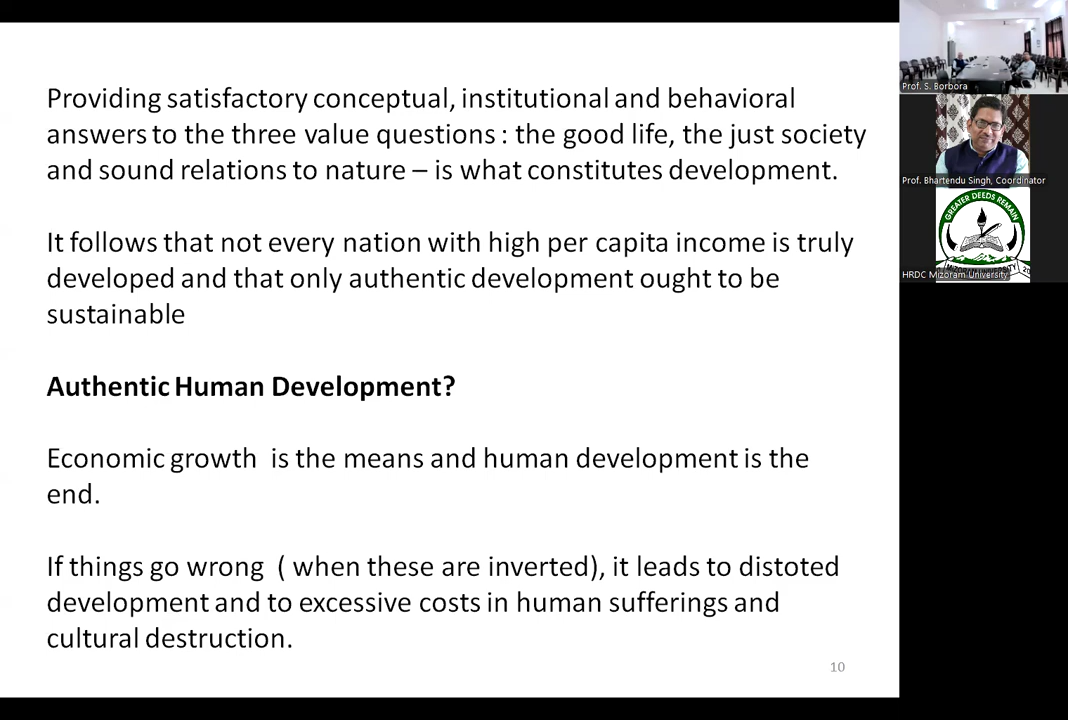 Providing satisfactory conceptual, institutional and behavioral
answers to the three value questions : the good life, the just society
and sound relations to nature – is what constitutes development.
It follows that not every nation with high per capita income is truly
developed and that only authentic development ought to be
sustainable
Authentic Human Development?
Economic growth is the means and human development is the
end.
If things go wrong ( when these are inverted), it leads to distoted
development and to excessive costs in human sufferings and
cultural destruction.
10
Prof. S. Borbora
Prof. Bhartendu Singh, Coordinator
GREATER DEEDS REMAIN
MIZORAM UNIVERSITY
HRDC Mizoram University